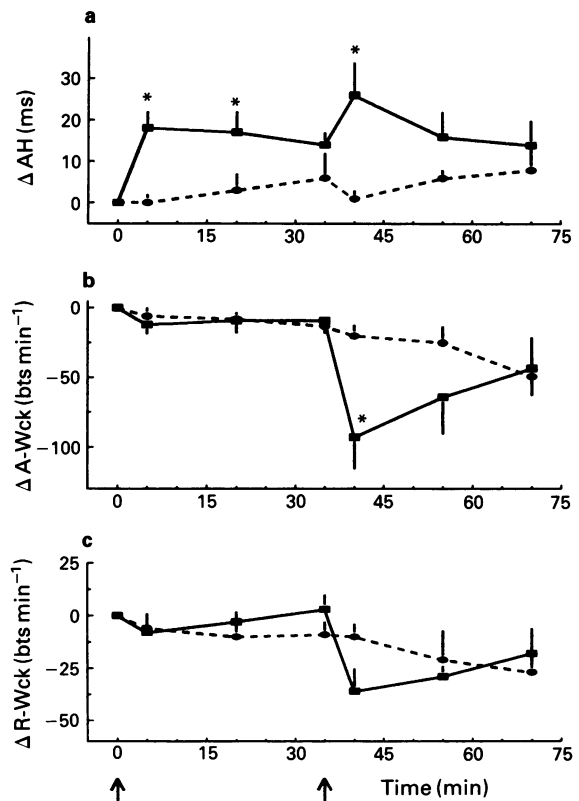 a
Δ AH (ms)
30
20
10
0
* * *
0 15 30 45 60 75
b
Δ A-Wck (bts min⁻¹)
0
−50
−100
*
0 15 30 45 60 75
c
Δ R-Wck (bts min⁻¹)
25
0
−25
−50
0 15 30 45 60 75
Time (min)